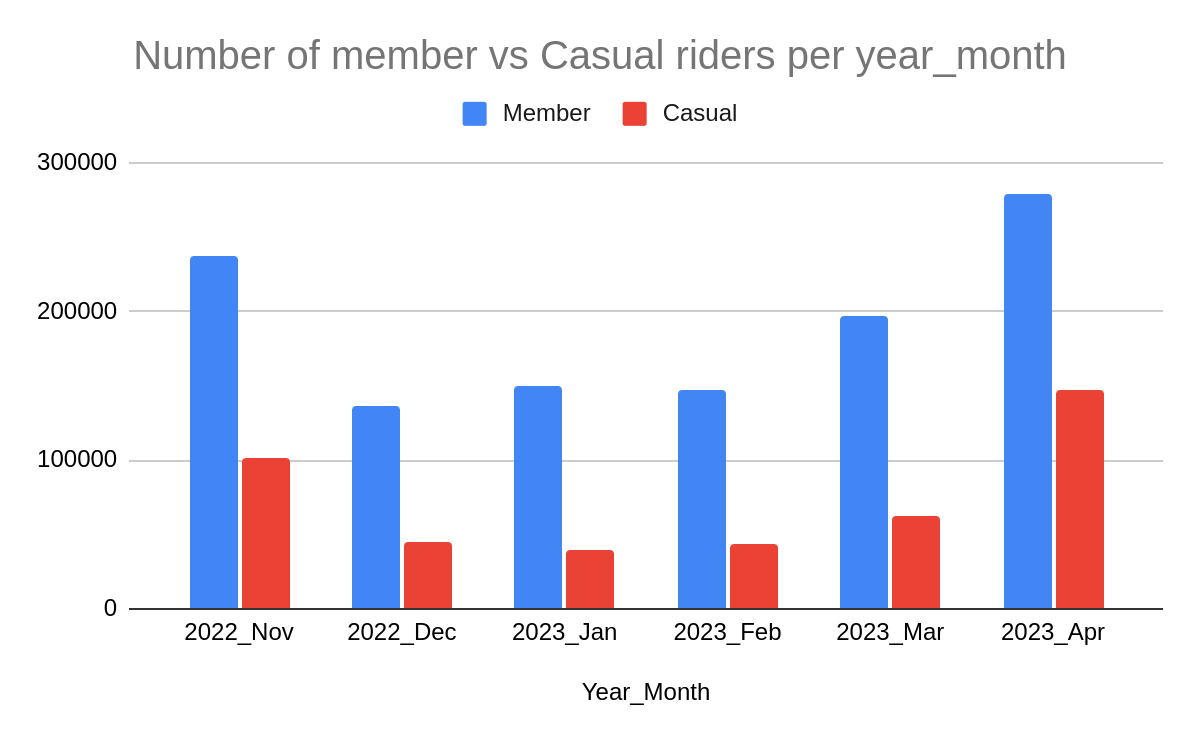 Number of member vs Casual riders per year_month
Member Casual
300000
200000
100000
0
2022_Nov 2022_Dec 2023_Jan 2023_Feb 2023_Mar 2023_Apr
Year_Month